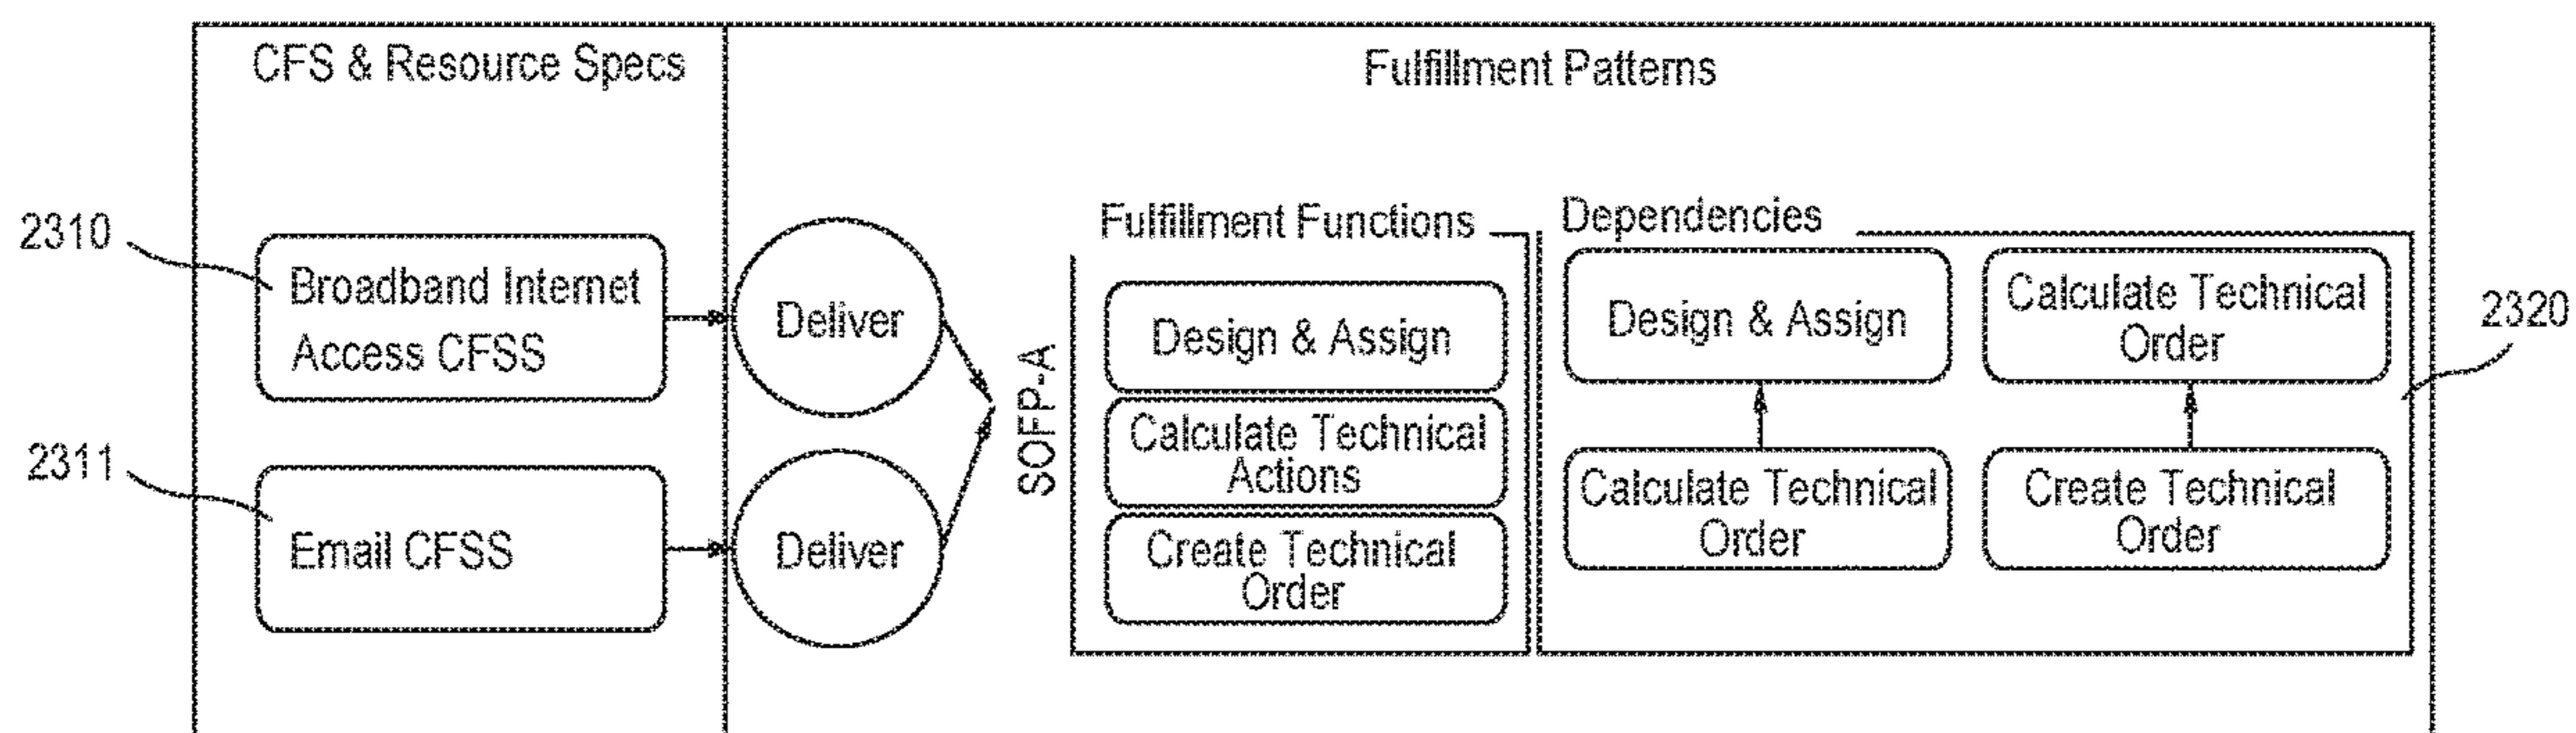 CFS & Resource Specs
Fulfillment Patterns
2310
Broadband Internet
Access CFSS
Deliver
2311
Email CFSS
Deliver
SOFP-A
Fulfillment Functions
Design & Assign
Calculate Technical
Actions
Create Technical
Order
Dependencies
Design & Assign
Calculate Technical
Order
Calculate Technical
Order
Create Technical
Order
2320